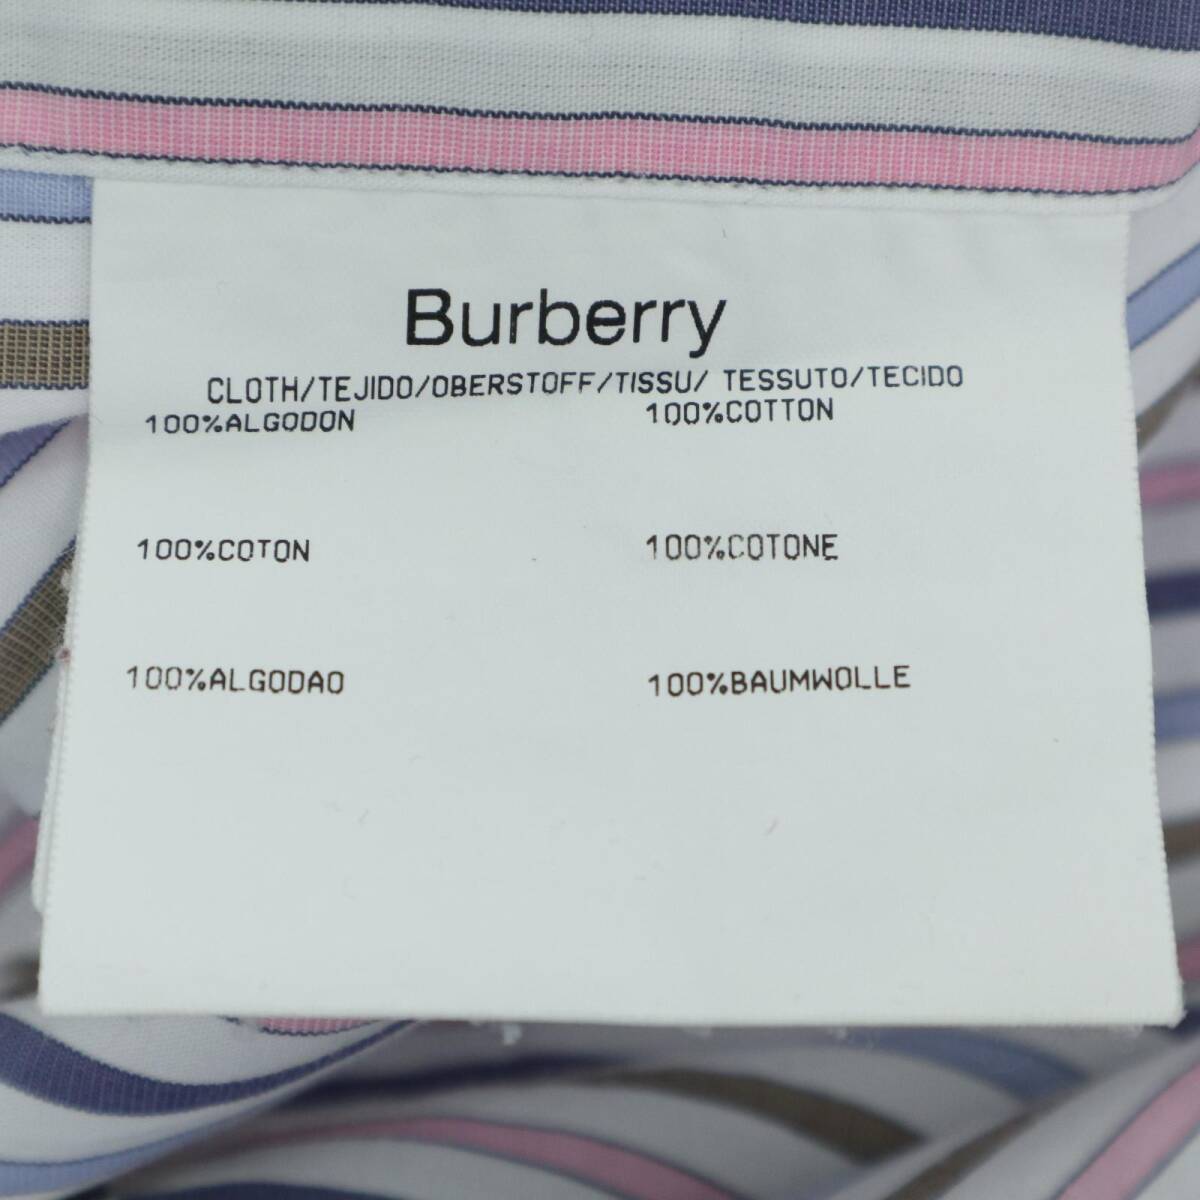 Burberry
CLOTH/TEJIDO/OBERSTOFF/TISSU/ TESSUTO/TECIDO
100%ALGODON 100%COTTON
100%COTON 100%COTONE
100%ALGODAO 100%BAUMWOLLE